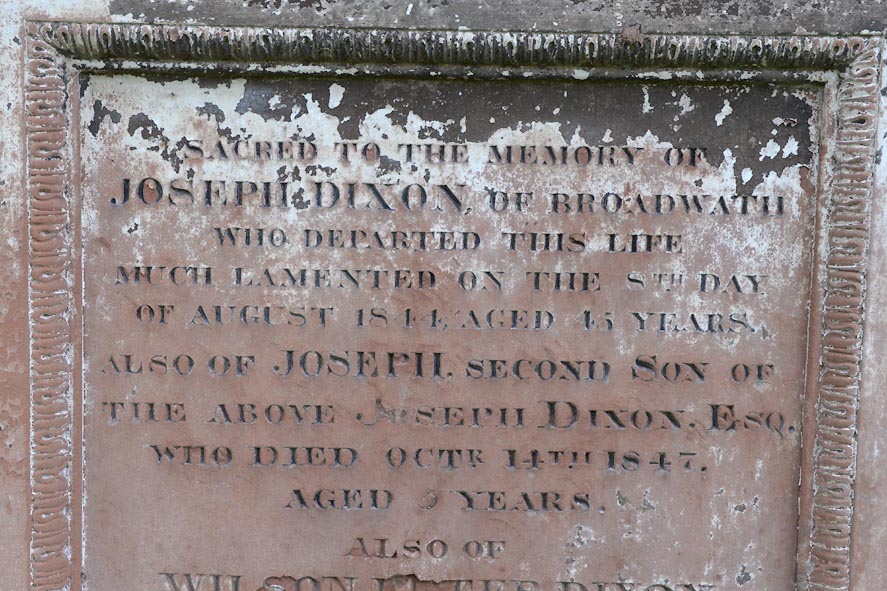 SACRED TO THE MEMORY OF
JOSEPH DIXON, OF BROADWATH
WHO DEPARTED THIS LIFE
MUCH LAMENTED ON THE 8TH DAY
OF AUGUST 1844, AGED 45 YEARS.
ALSO OF JOSEPH, SECOND SON OF
THE ABOVE JOSEPH DIXON, ESQ.
WHO DIED OCTR 14TH 1847.
AGED YEARS.
ALSO OF
WILSON DIXON